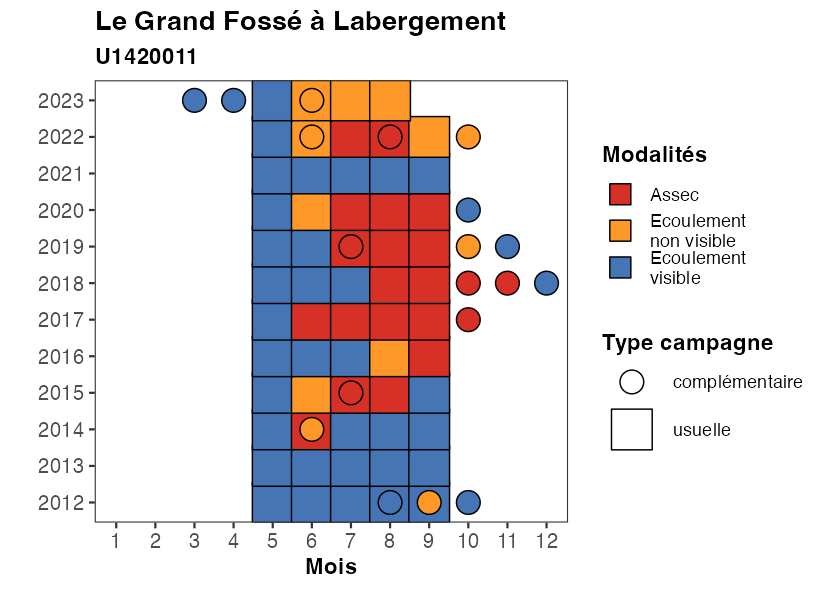 Le Grand Fossé à Labergement
U1420011
2023
2022
2021
2020
2019
2018
2017
2016
2015
2014
2013
2012
1 2 3 4 5 6 7 8 9 10 11 12
Mois
Modalités
Assec
Ecoulement
non visible
Ecoulement
visible
Type campagne
complémentaire
usuelle